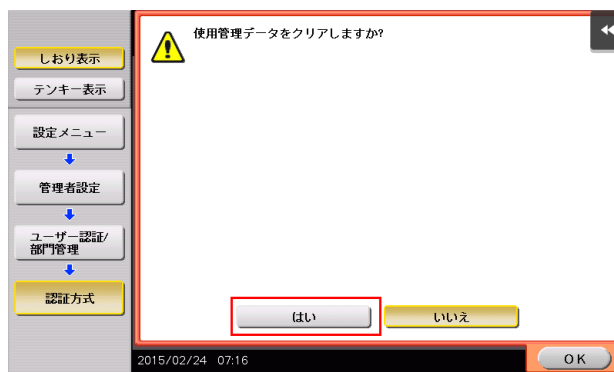 使用管理データをクリアしますか?
しおり表示
テンキー表示
設定メニュー
管理者設定
ユーザー認証/
部門管理
認証方式
はい
いいえ
2015/02/24 07:16
OK